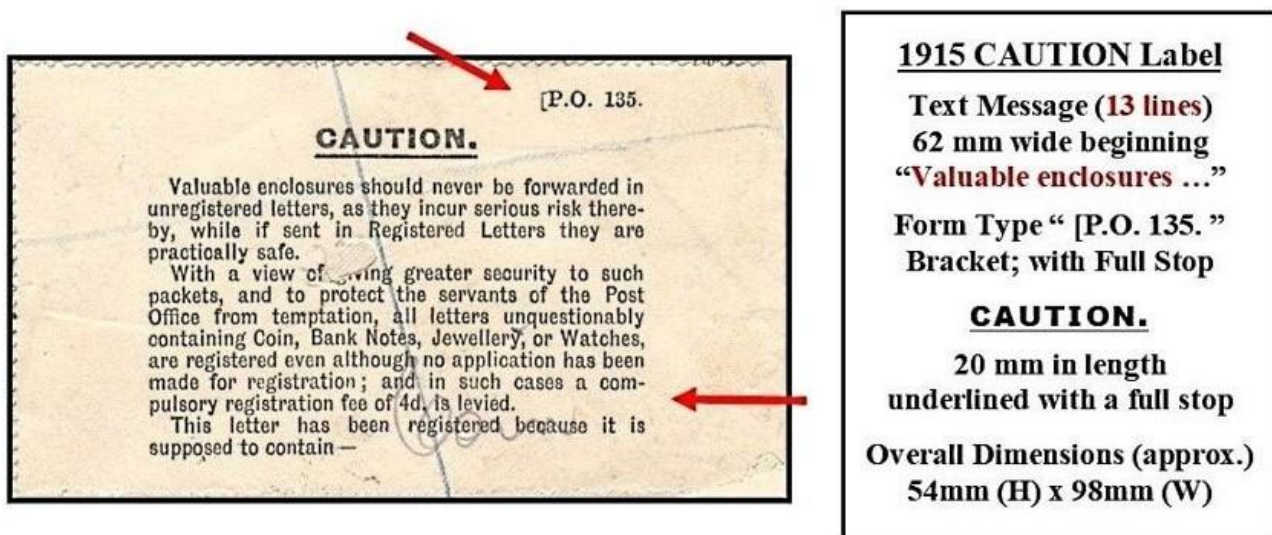 [P.O. 135.
CAUTION.
Valuable enclosures should never be forwarded in
unregistered letters, as they incur serious risk there-
by, while if sent in Registered Letters they are
practically safe.
With a view of giving greater security to such
packets, and to protect the servants of the Post
Office from temptation, all letters unquestionably
containing Coin, Bank Notes, Jewellery, or Watches,
are registered even although no application has been
made for registration; and in such cases a com-
pulsory registration fee of 4d. is levied.
This letter has been registered because it is
supposed to contain—
1915 CAUTION Label
Text Message (13 lines)
62 mm wide beginning
“Valuable enclosures ...”
Form Type “ [P.O. 135. ”
Bracket; with Full Stop
CAUTION.
20 mm in length
underlined with a full stop
Overall Dimensions (approx.)
54mm (H) x 98mm (W)